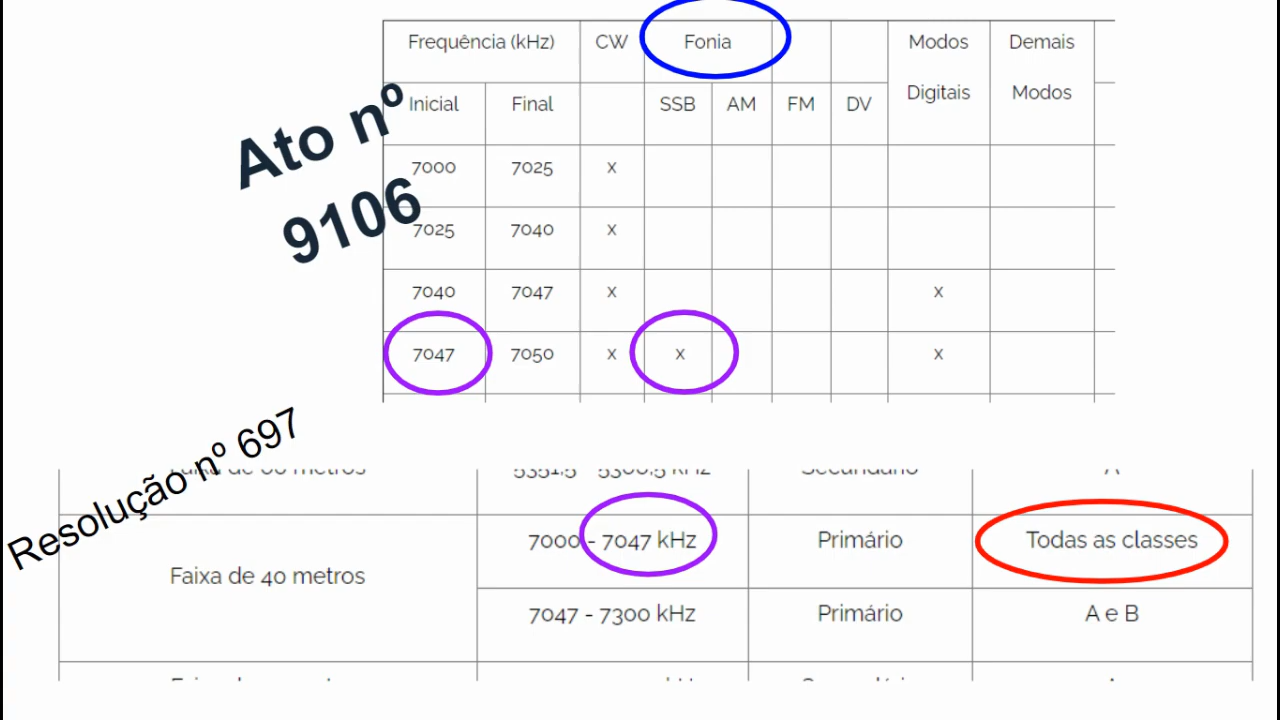 Frequência (kHz) CW Fonia Modos Digitais Demais Modos
Inicial Final SSB AM FM DV
Ato nº
9106
7000 7025 x
7025 7040 x
7040 7047 x x
7047 7050 x x x
Resolução nº 697
Faixa de 40 metros
7000 - 7047 kHz Primário Todas as classes
7047 - 7300 kHz Primário A e B